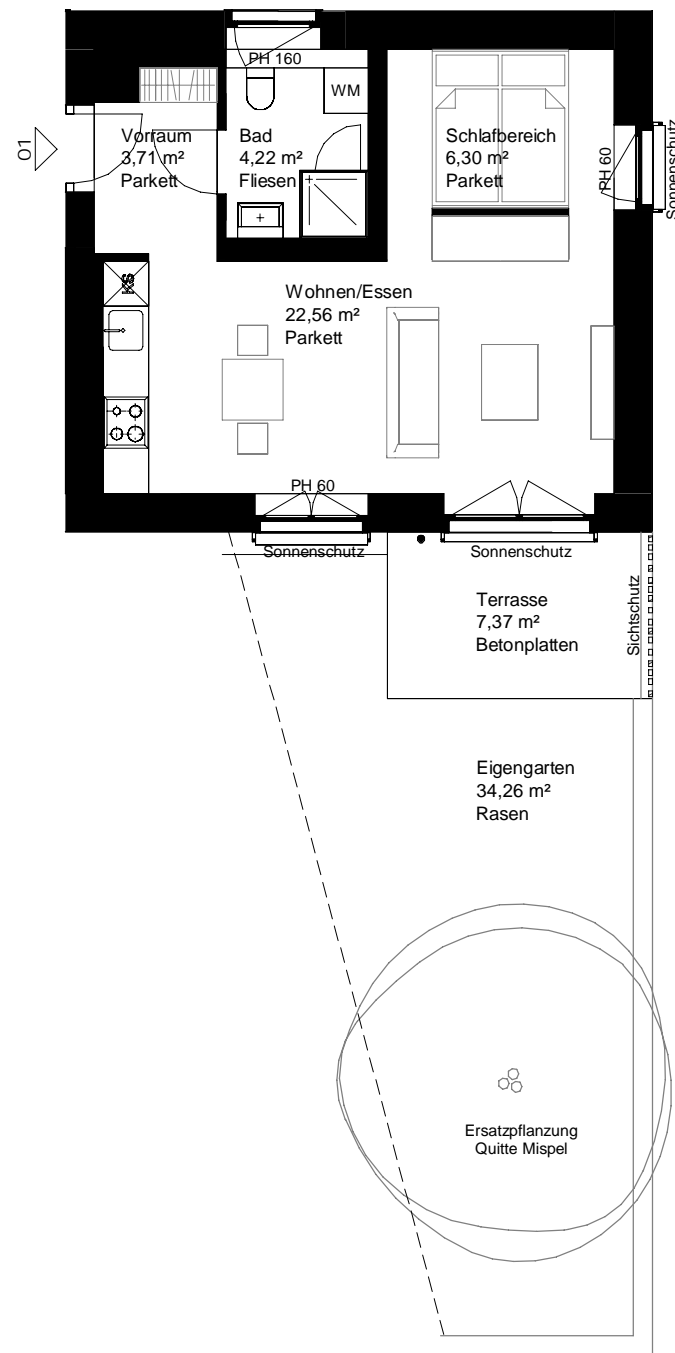 PH 160
WM
01
Vorraum
3,71 m²
Parkett
Bad
4,22 m²
Fliesen
Schlafbereich
6,30 m²
Parkett
PH 60
Sonnenschutz
KS
Wohnen/Essen
22,56 m²
Parkett
PH 60
Sonnenschutz
Sonnenschutz
Terrasse
7,37 m²
Betonplatten
Sichtschutz
Eigengarten
34,26 m²
Rasen
Ersatzpflanzung
Quitte Mispel